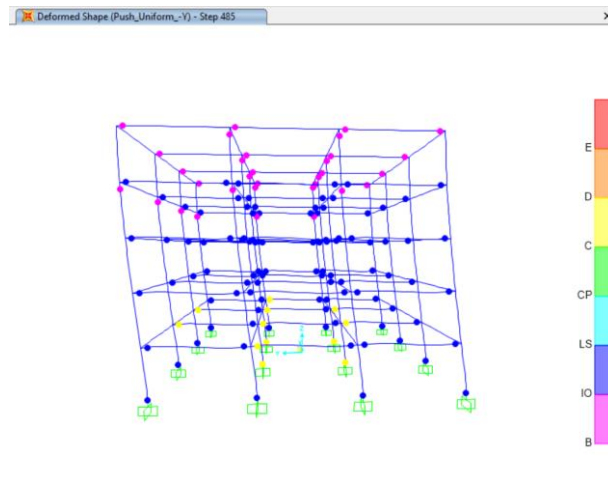 Deformed Shape (Push_Uniform_-Y) - Step 485
E
D
C
CP
LS
IO
B